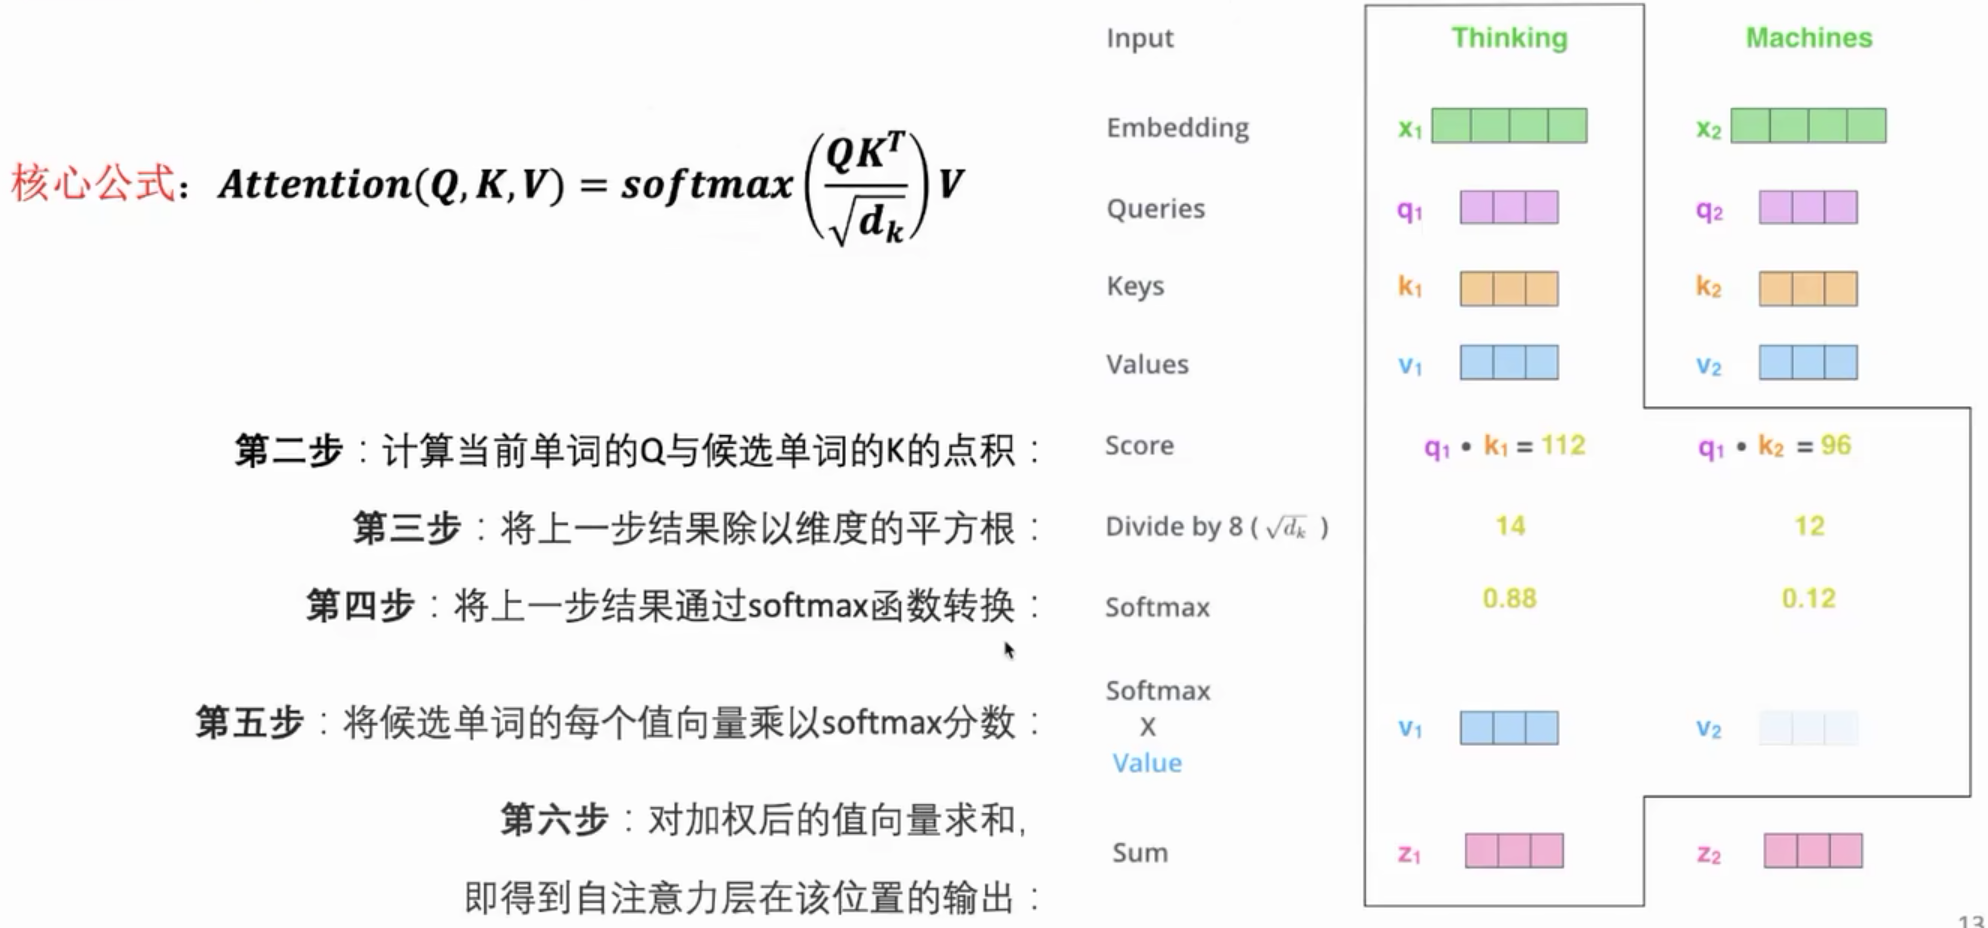 核心公式：Attention(Q, K, V) = softmax(QK^T / √d_k) V
Input Thinking Machines
Embedding x₁ x₂
Queries q₁ q₂
Keys k₁ k₂
Values v₁ v₂
第二步：计算当前单词的Q与候选单词的K的点积： Score q₁ • k₁ = 112 q₁ • k₂ = 96
第三步：将上一步结果除以维度的平方根： Divide by 8 ( √d_k ) 14 12
第四步：将上一步结果通过softmax函数转换： Softmax 0.88 0.12
第五步：将候选单词的每个值向量乘以softmax分数： Softmax X Value v₁ v₂
第六步：对加权后的值向量求和,
即得到自注意力层在该位置的输出： Sum z₁ z₂
13